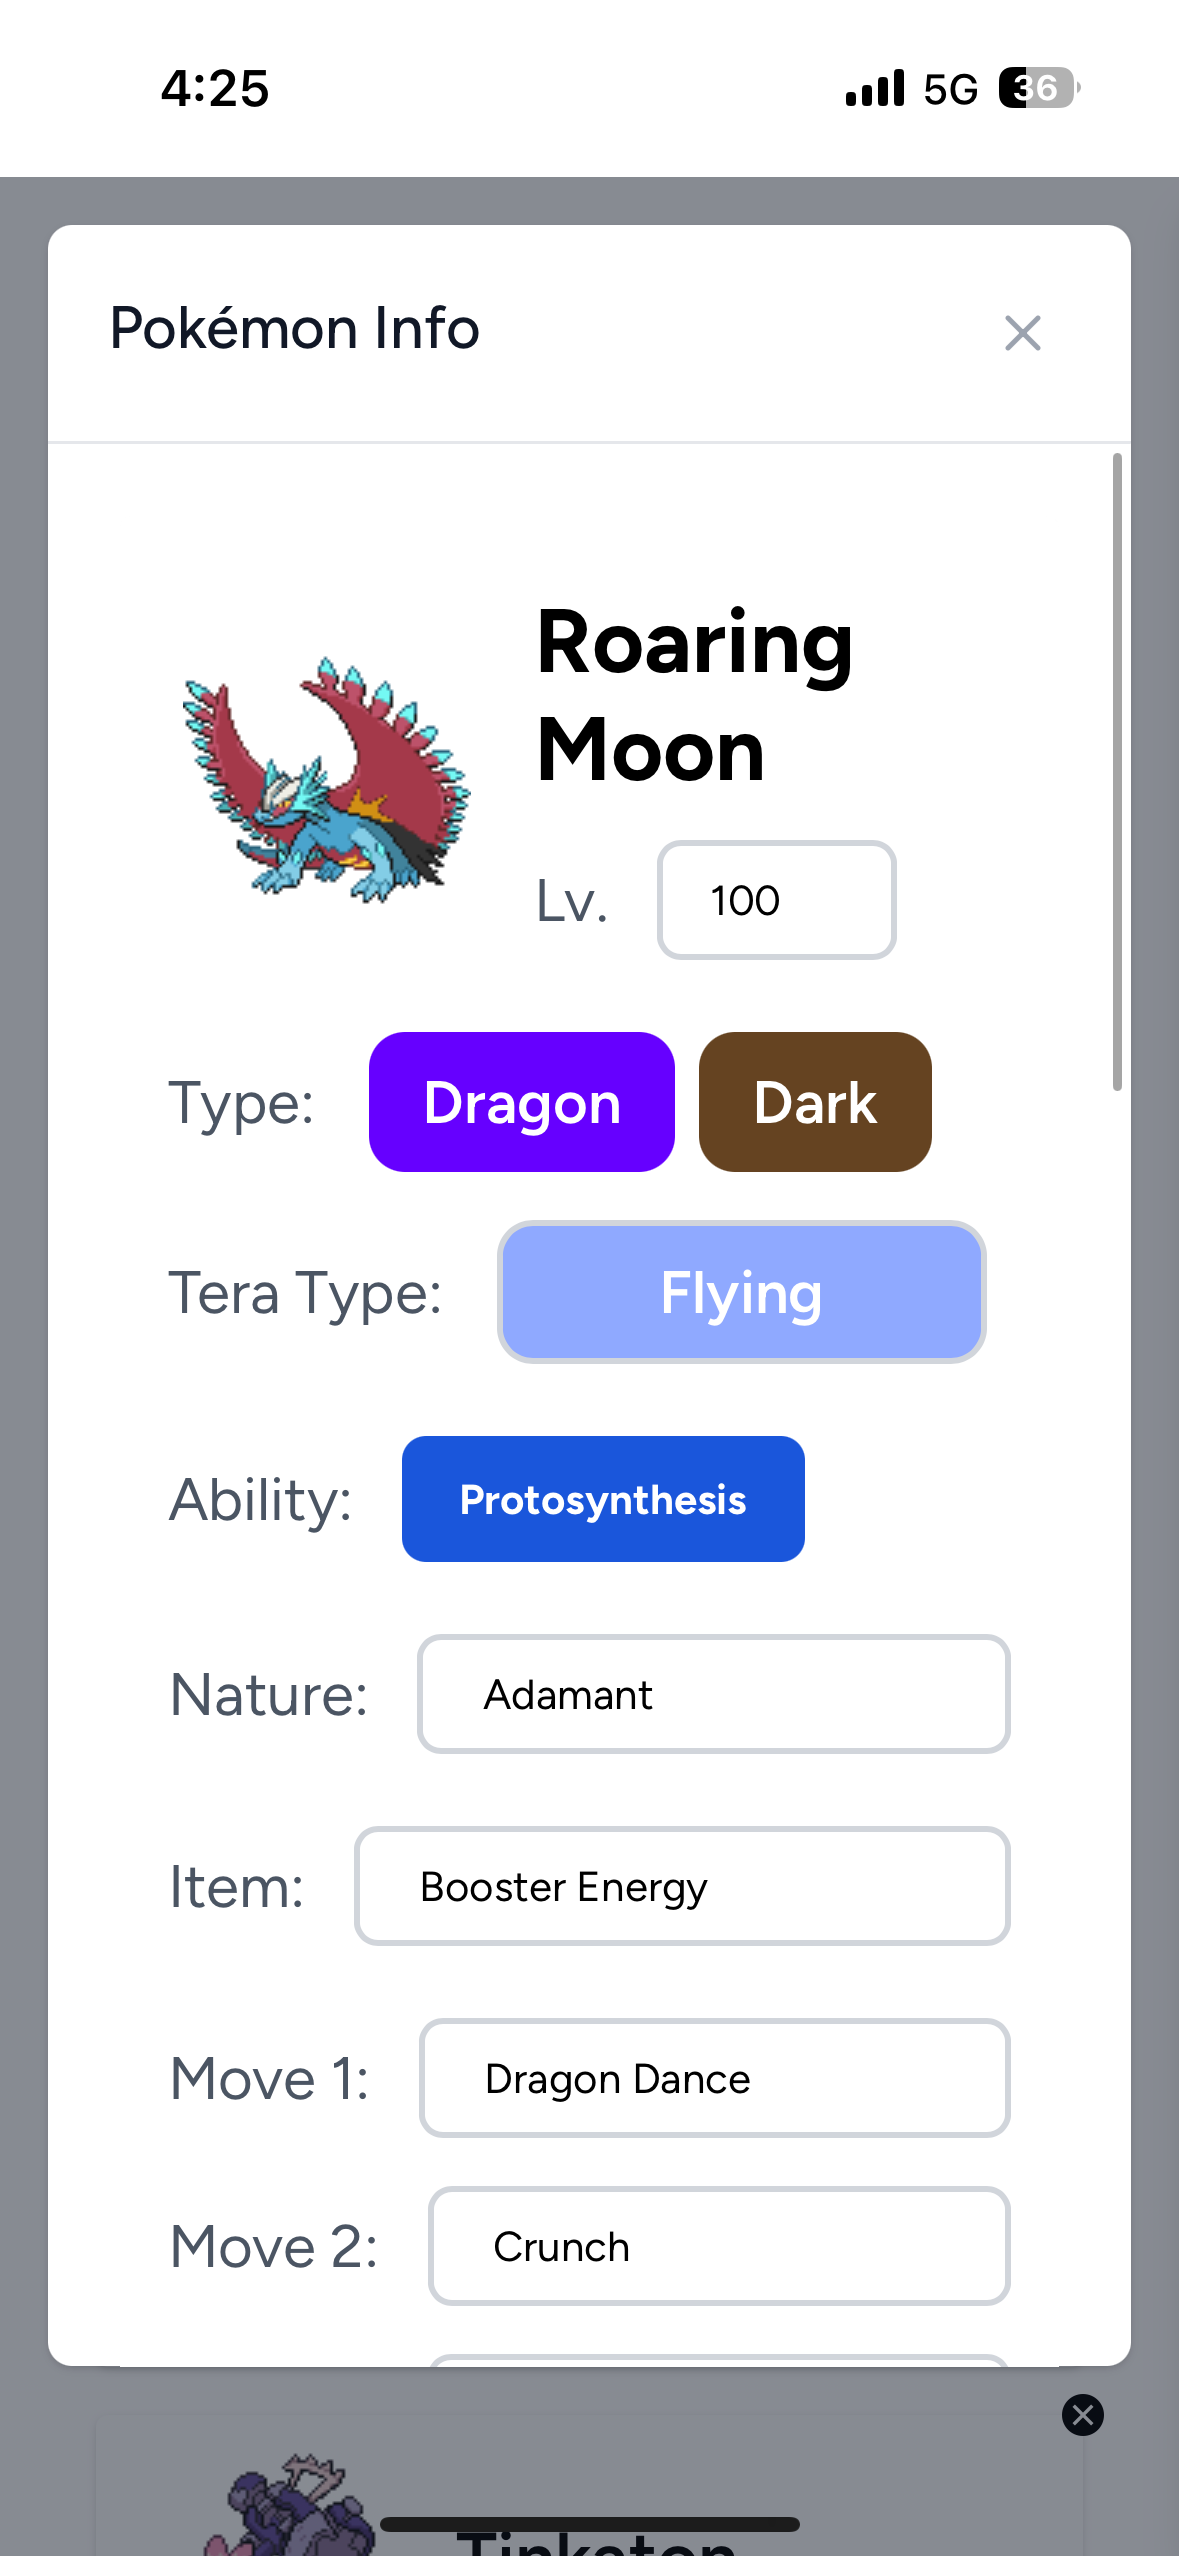 4:25
5G
36
Pokémon Info
Roaring
Moon
Lv.
100
Type:
Dragon
Dark
Tera Type:
Flying
Ability:
Protosynthesis
Nature:
Adamant
Item:
Booster Energy
Move 1:
Dragon Dance
Move 2:
Crunch
Tinkaton